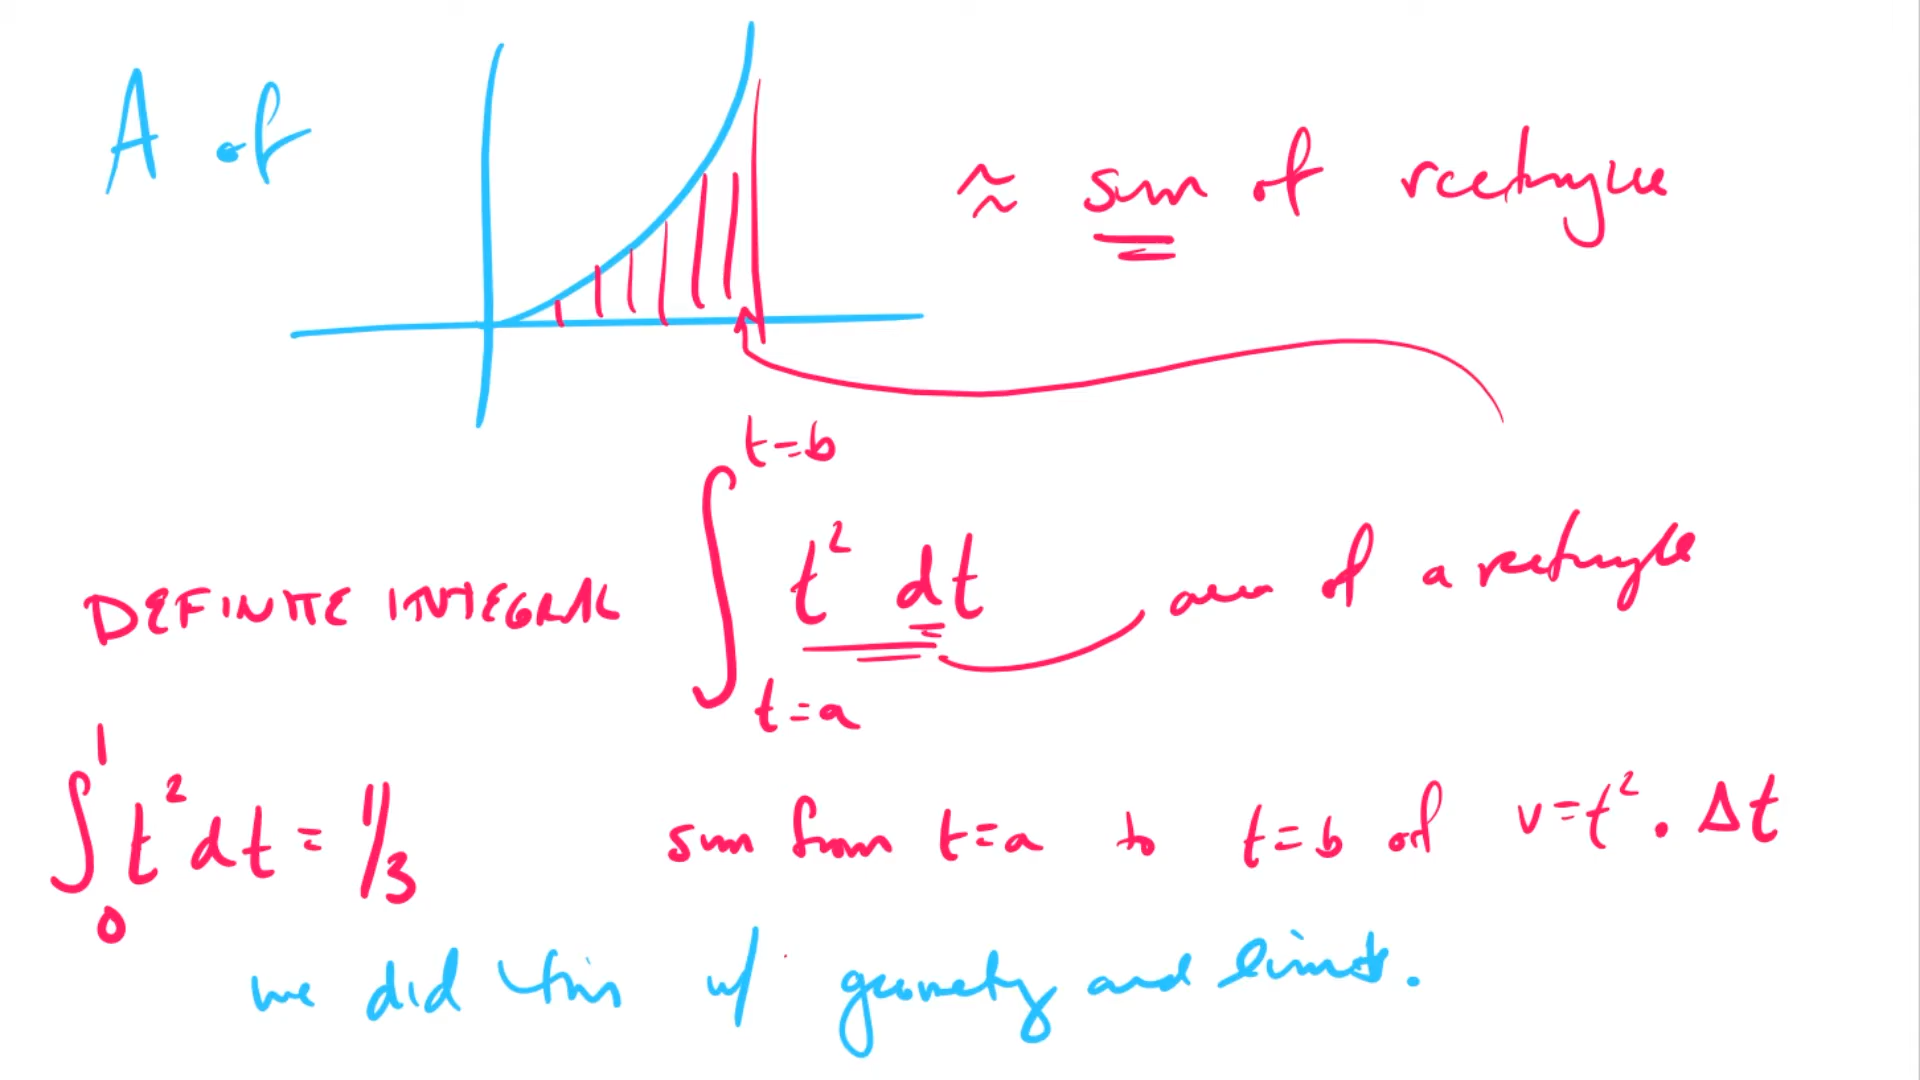 A of ≈ sum of rectangle
t=b
DEFINITE INTEGRAL ∫ t² dt area of a rectangle
t=a
∫₀¹ t² dt = 1/3
sum from t=a to t=b of v=t² · Δt
we did this w/ geometry and limits.